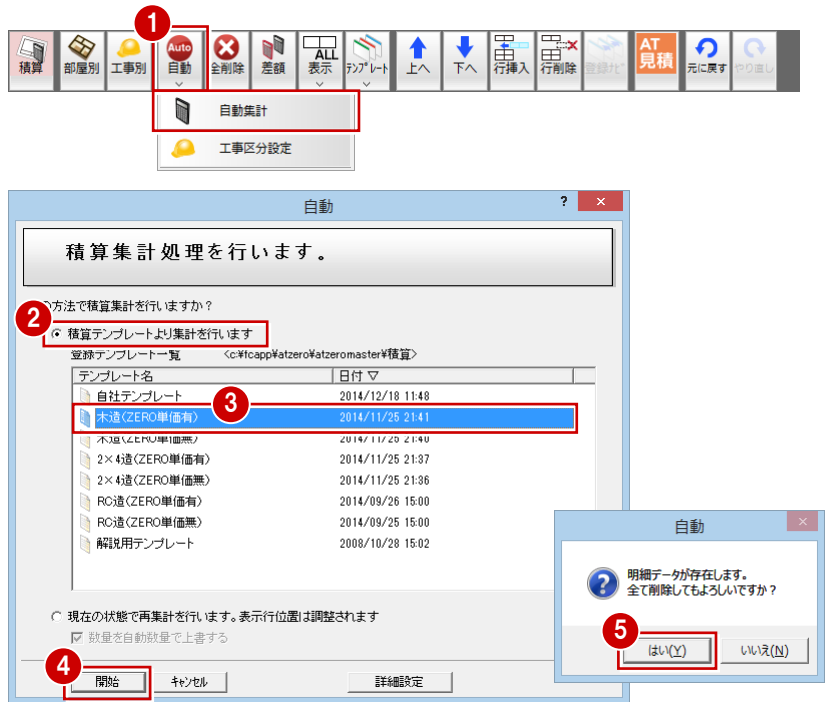 1
積算 部屋別 工事別 Auto 自動 全削除 差額 ALL 表示 テンプレート 上へ 下へ 行挿入 行削除 AT 見積 元に戻す やり直し
自動集計
工事区分設定
自動 ? ×
積算集計処理を行います。
の方法で積算集計を行いますか？
2
積算テンプレートより集計を行います
登録テンプレート一覧 <c:¥fcapp¥atzero¥atzeromaster¥積算>
テンプレート名 日付 ▽
自社テンプレート 2014/12/18 11:48
3
木造(ZERO単価有) 2014/11/25 21:41
木造(ZERO単価無) 2014/11/25 21:40
2×4造(ZERO単価有) 2014/11/25 21:37
2×4造(ZERO単価無) 2014/11/25 21:36
RC造(ZERO単価有) 2014/09/26 15:00
RC造(ZERO単価無) 2014/09/25 15:00
解説用テンプレート 2008/10/28 15:02
現在の状態で再集計を行います。表示行位置は調整されます
数量を自動数量で上書する
4
開始 キャンセル 詳細設定
自動 ×
明細データが存在します。
全て削除してもよろしいですか？
5
はい(Y) いいえ(N)